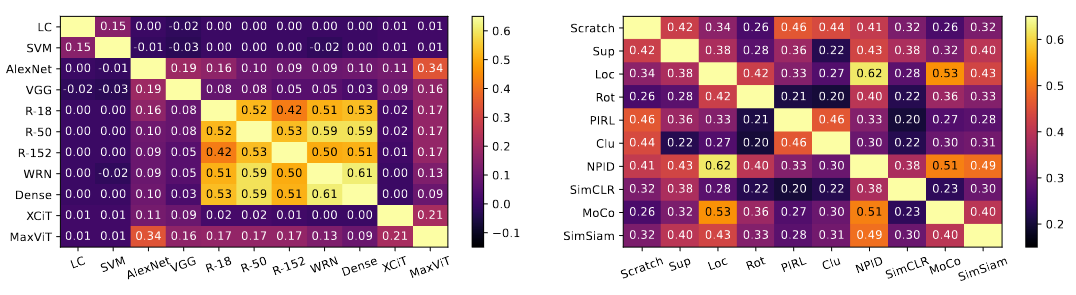 LC 0.15 0.00 -0.02 0.00 0.00 0.00 0.00 0.00 0.01 0.01
SVM 0.15 -0.01 -0.03 0.00 0.00 0.00 -0.02 0.00 0.01 0.01
AlexNet 0.00 -0.01 0.19 0.16 0.10 0.09 0.09 0.10 0.11 0.34
VGG -0.02 -0.03 0.19 0.08 0.08 0.05 0.05 0.03 0.09 0.16
R-18 0.00 0.00 0.16 0.08 0.52 0.42 0.51 0.53 0.02 0.17
R-50 0.00 0.00 0.10 0.08 0.52 0.53 0.59 0.59 0.02 0.17
R-152 0.00 0.00 0.09 0.05 0.42 0.53 0.50 0.51 0.01 0.17
WRN 0.00 -0.02 0.09 0.05 0.51 0.59 0.50 0.61 0.00 0.13
Dense 0.00 0.00 0.10 0.03 0.53 0.59 0.51 0.61 0.00 0.09
XCiT 0.01 0.01 0.11 0.09 0.02 0.02 0.01 0.00 0.00 0.21
MaxViT 0.01 0.01 0.34 0.16 0.17 0.17 0.17 0.13 0.09 0.21
LC SVM AlexNet VGG R-18 R-50 R-152 WRN Dense XCiT MaxViT
0.6
0.5
0.4
0.3
0.2
0.1
0.0
−0.1
Scratch 0.42 0.34 0.26 0.46 0.44 0.41 0.32 0.26 0.32
Sup 0.42 0.38 0.28 0.36 0.22 0.43 0.38 0.32 0.40
Loc 0.34 0.38 0.42 0.33 0.27 0.62 0.28 0.53 0.43
Rot 0.26 0.28 0.42 0.21 0.20 0.40 0.22 0.36 0.33
PIRL 0.46 0.36 0.33 0.21 0.46 0.33 0.20 0.27 0.28
Clu 0.44 0.22 0.27 0.20 0.46 0.30 0.22 0.30 0.31
NPID 0.41 0.43 0.62 0.40 0.33 0.30 0.38 0.51 0.49
SimCLR 0.32 0.38 0.28 0.22 0.20 0.22 0.38 0.23 0.30
MoCo 0.26 0.32 0.53 0.36 0.27 0.30 0.51 0.23 0.40
SimSiam 0.32 0.40 0.43 0.33 0.28 0.31 0.49 0.30 0.40
Scratch Sup Loc Rot PIRL Clu NPID SimCLR MoCo SimSiam
0.6
0.5
0.4
0.3
0.2